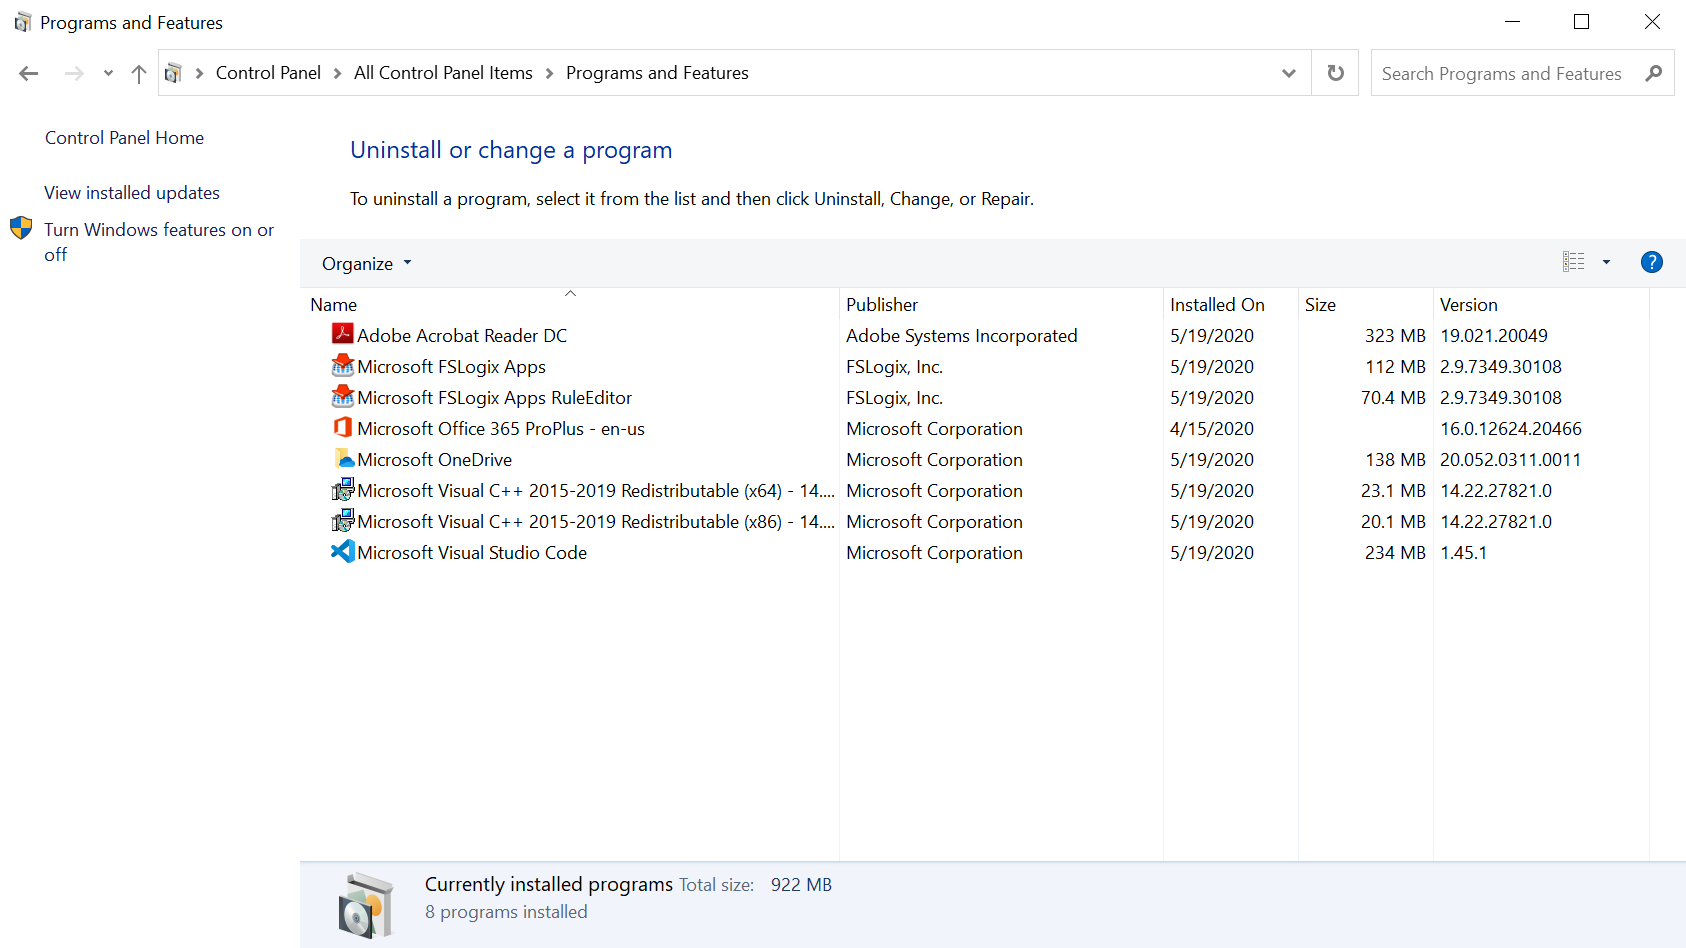 Programs and Features
Control Panel > All Control Panel Items > Programs and Features
Search Programs and Features
Control Panel Home
View installed updates
Turn Windows features on or
off
Uninstall or change a program
To uninstall a program, select it from the list and then click Uninstall, Change, or Repair.
Organize
?
Name Publisher Installed On Size Version
Adobe Acrobat Reader DC Adobe Systems Incorporated 5/19/2020 323 MB 19.021.20049
Microsoft FSLogix Apps FSLogix, Inc. 5/19/2020 112 MB 2.9.7349.30108
Microsoft FSLogix Apps RuleEditor FSLogix, Inc. 5/19/2020 70.4 MB 2.9.7349.30108
Microsoft Office 365 ProPlus - en-us Microsoft Corporation 4/15/2020 16.0.12624.20466
Microsoft OneDrive Microsoft Corporation 5/19/2020 138 MB 20.052.0311.0011
Microsoft Visual C++ 2015-2019 Redistributable (x64) - 14.... Microsoft Corporation 5/19/2020 23.1 MB 14.22.27821.0
Microsoft Visual C++ 2015-2019 Redistributable (x86) - 14.... Microsoft Corporation 5/19/2020 20.1 MB 14.22.27821.0
Microsoft Visual Studio Code Microsoft Corporation 5/19/2020 234 MB 1.45.1
Currently installed programs Total size: 922 MB
8 programs installed